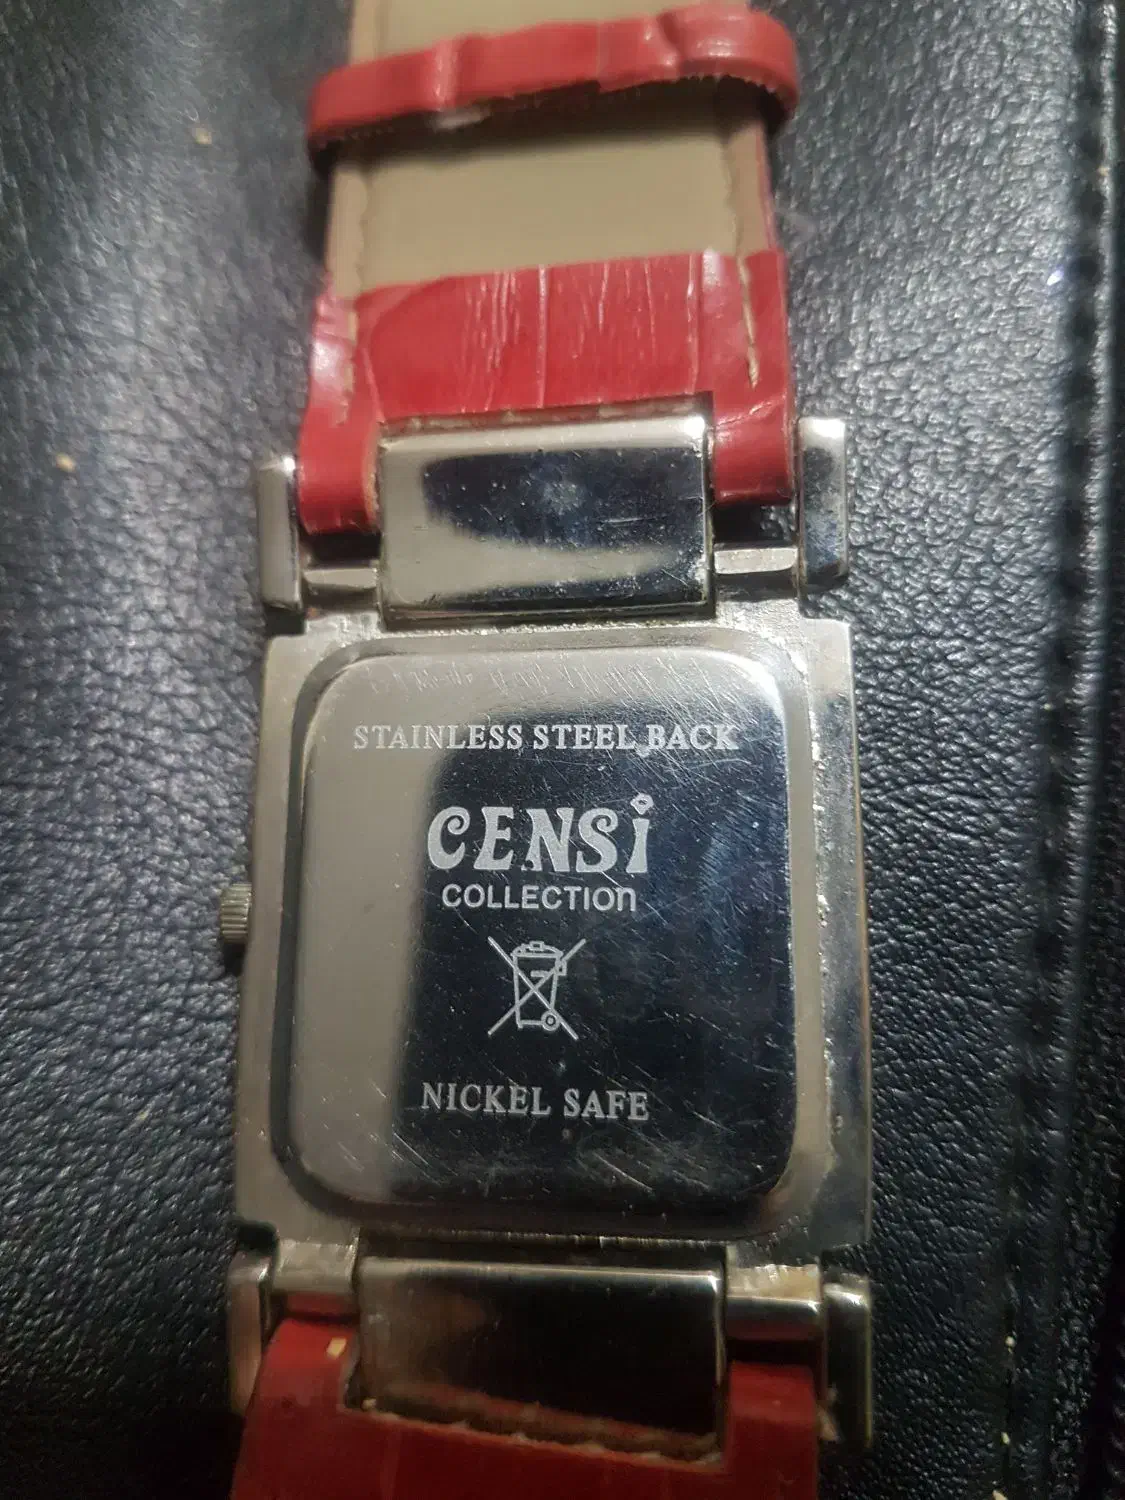 STAINLESS STEEL BACK
CENSi
COLLECTIOn
NICKEL SAFE